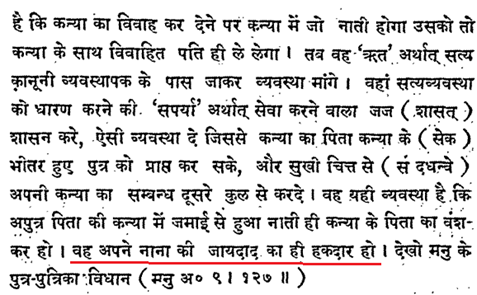 है कि कन्या का विवाह कर देने पर कन्या में जो नाती होगा उसको तो
कन्या के साथ विवाहित पति ही ले लेगा । तब वह ‘ऋत’ अर्थात् सत्य
क़ानूनी व्यवस्थापक के पास जाकर व्यवस्था मांगे । वहां सत्यव्यवस्था
को धारण करने की ‘सपर्या’ अर्थात् सेवा करने वाला जज ( शासत् )
शासन करे, ऐसी व्यवस्था दे जिससे कन्या का पिता कन्या के ( सेक )
भीतर हुए पुत्र को प्राप्त कर सके, और सुखी चित्त से ( सं दधन्वे )
अपनी कन्या का सम्बन्ध दूसरे कुल से करदे । वह यही व्यवस्था है कि
अपुत्र पिता की कन्या में जमाई से हुआ नाती ही कन्या के पिता का वंश-
कर हो । वह अपने नाना की जायदाद का ही हकदार हो । देखो मनु के
पुत्र-पुत्रिका विधान ( मनु अ० ९ । १२७ ॥ )